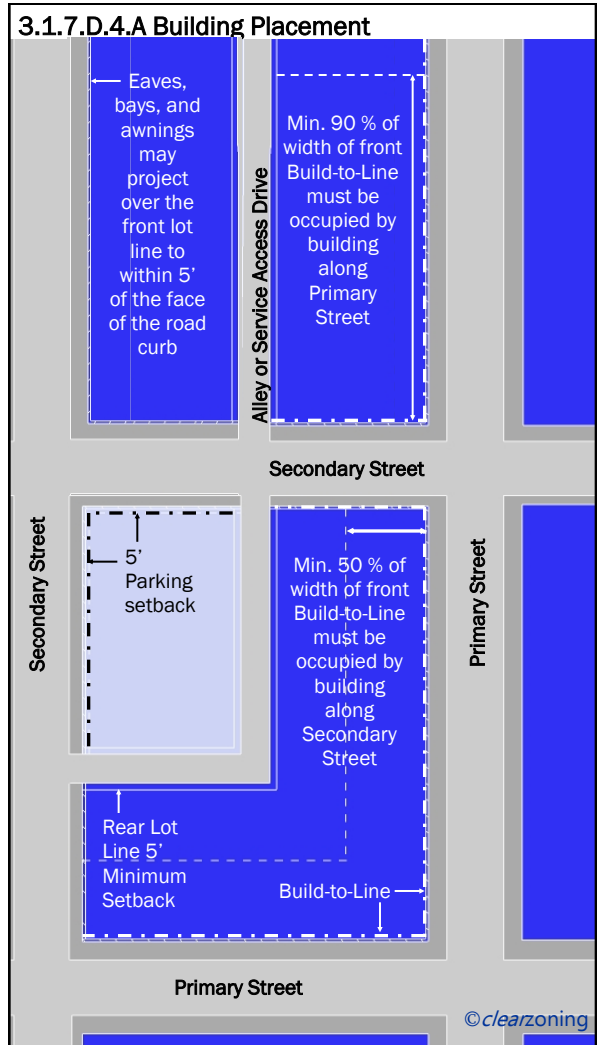 3.1.7.D.4.A Building Placement
Eaves,
bays, and
awnings
may
project
over the
front lot
line to
within 5’
of the face
of the road
curb
Alley or Service Access Drive
Min. 90 % of
width of front
Build-to-Line
must be
occupied by
building
along
Primary
Street
Secondary Street
Secondary Street
5’
Parking
setback
Min. 50 % of
width of front
Build-to-Line
must be
occupied by
building
along
Secondary
Street
Primary Street
Rear Lot
Line 5’
Minimum
Setback
Build-to-Line
Primary Street
©clearzoning